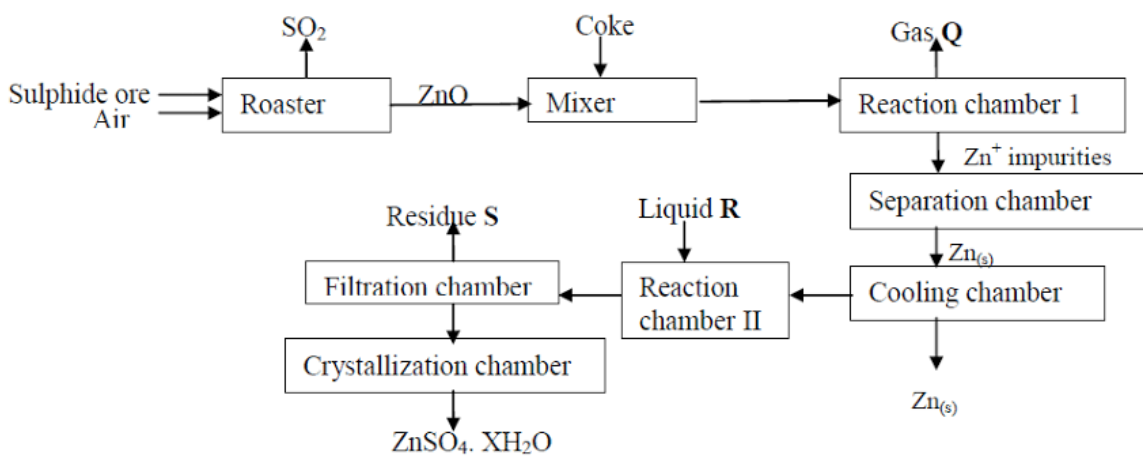 SO₂
Coke
Gas Q
Sulphide ore
Air
Roaster
ZnO
Mixer
Reaction chamber 1
Zn⁺ impurities
Separation chamber
Residue S
Liquid R
Zn₍s₎
Filtration chamber
Reaction
chamber II
Cooling chamber
Crystallization chamber
Zn₍s₎
ZnSO₄. XH₂O